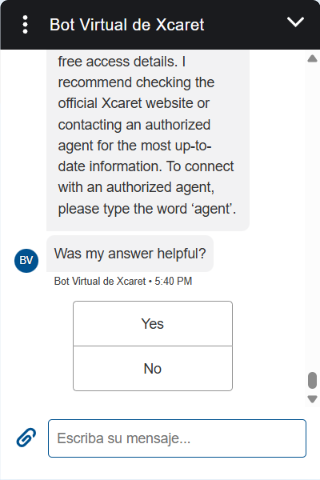 Bot Virtual de Xcaret
free access details. I
recommend checking the
official Xcaret website or
contacting an authorized
agent for the most up-to-
date information. To connect
with an authorized agent,
please type the word ‘agent’.
Was my answer helpful?
BV
Bot Virtual de Xcaret • 5:40 PM
Yes
No
Escriba su mensaje...